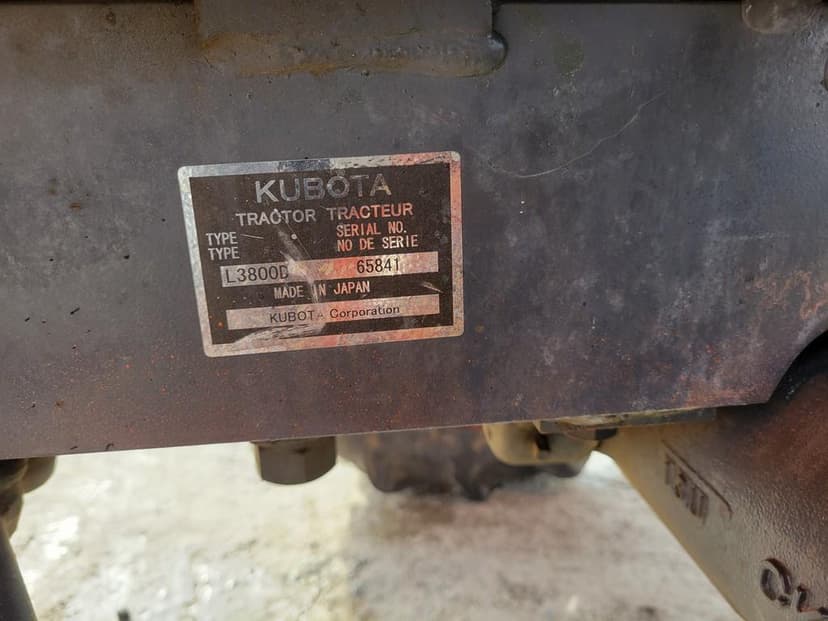 KUBOTA
TRACTOR TRACTEUR
TYPE SERIAL NO.
TYPE NO DE SERIE
L3800D 65841
MADE IN JAPAN
KUBOTA Corporation